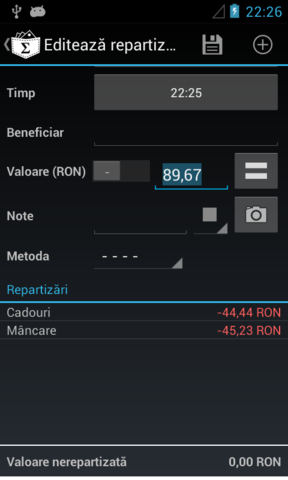 22:26
Σ Editează repartiz...
Timp 22:25
Beneficiar
Valoare (RON) - 89,67
Note
Metoda - - - -
Repartizări
Cadouri -44,44 RON
Mâncare -45,23 RON
Valoare nerepartizată 0,00 RON